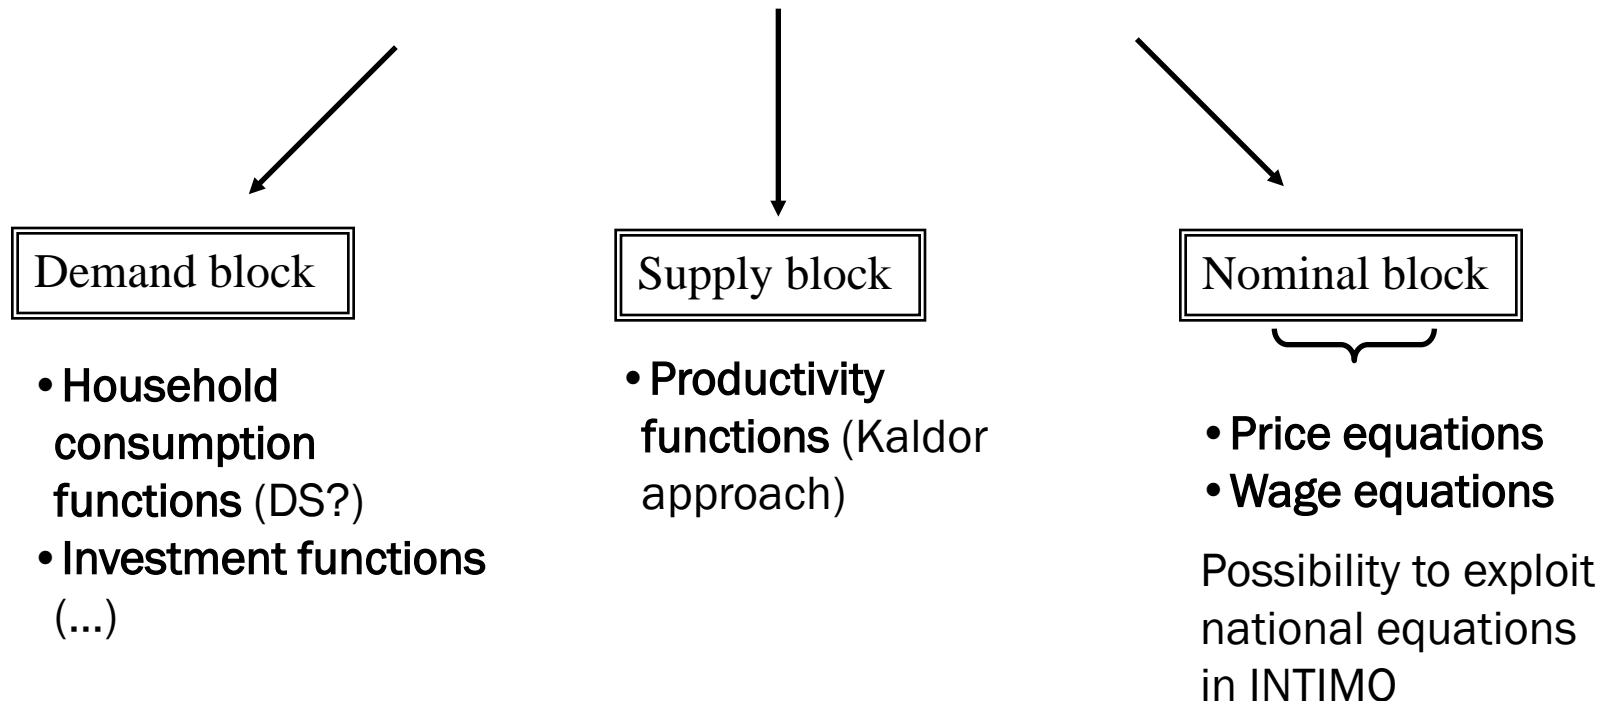 Demand block
• Household
consumption
functions (DS?)
• Investment functions
(...)
Supply block
• Productivity
functions (Kaldor
approach)
Nominal block
• Price equations
• Wage equations
Possibility to exploit
national equations
in INTIMO